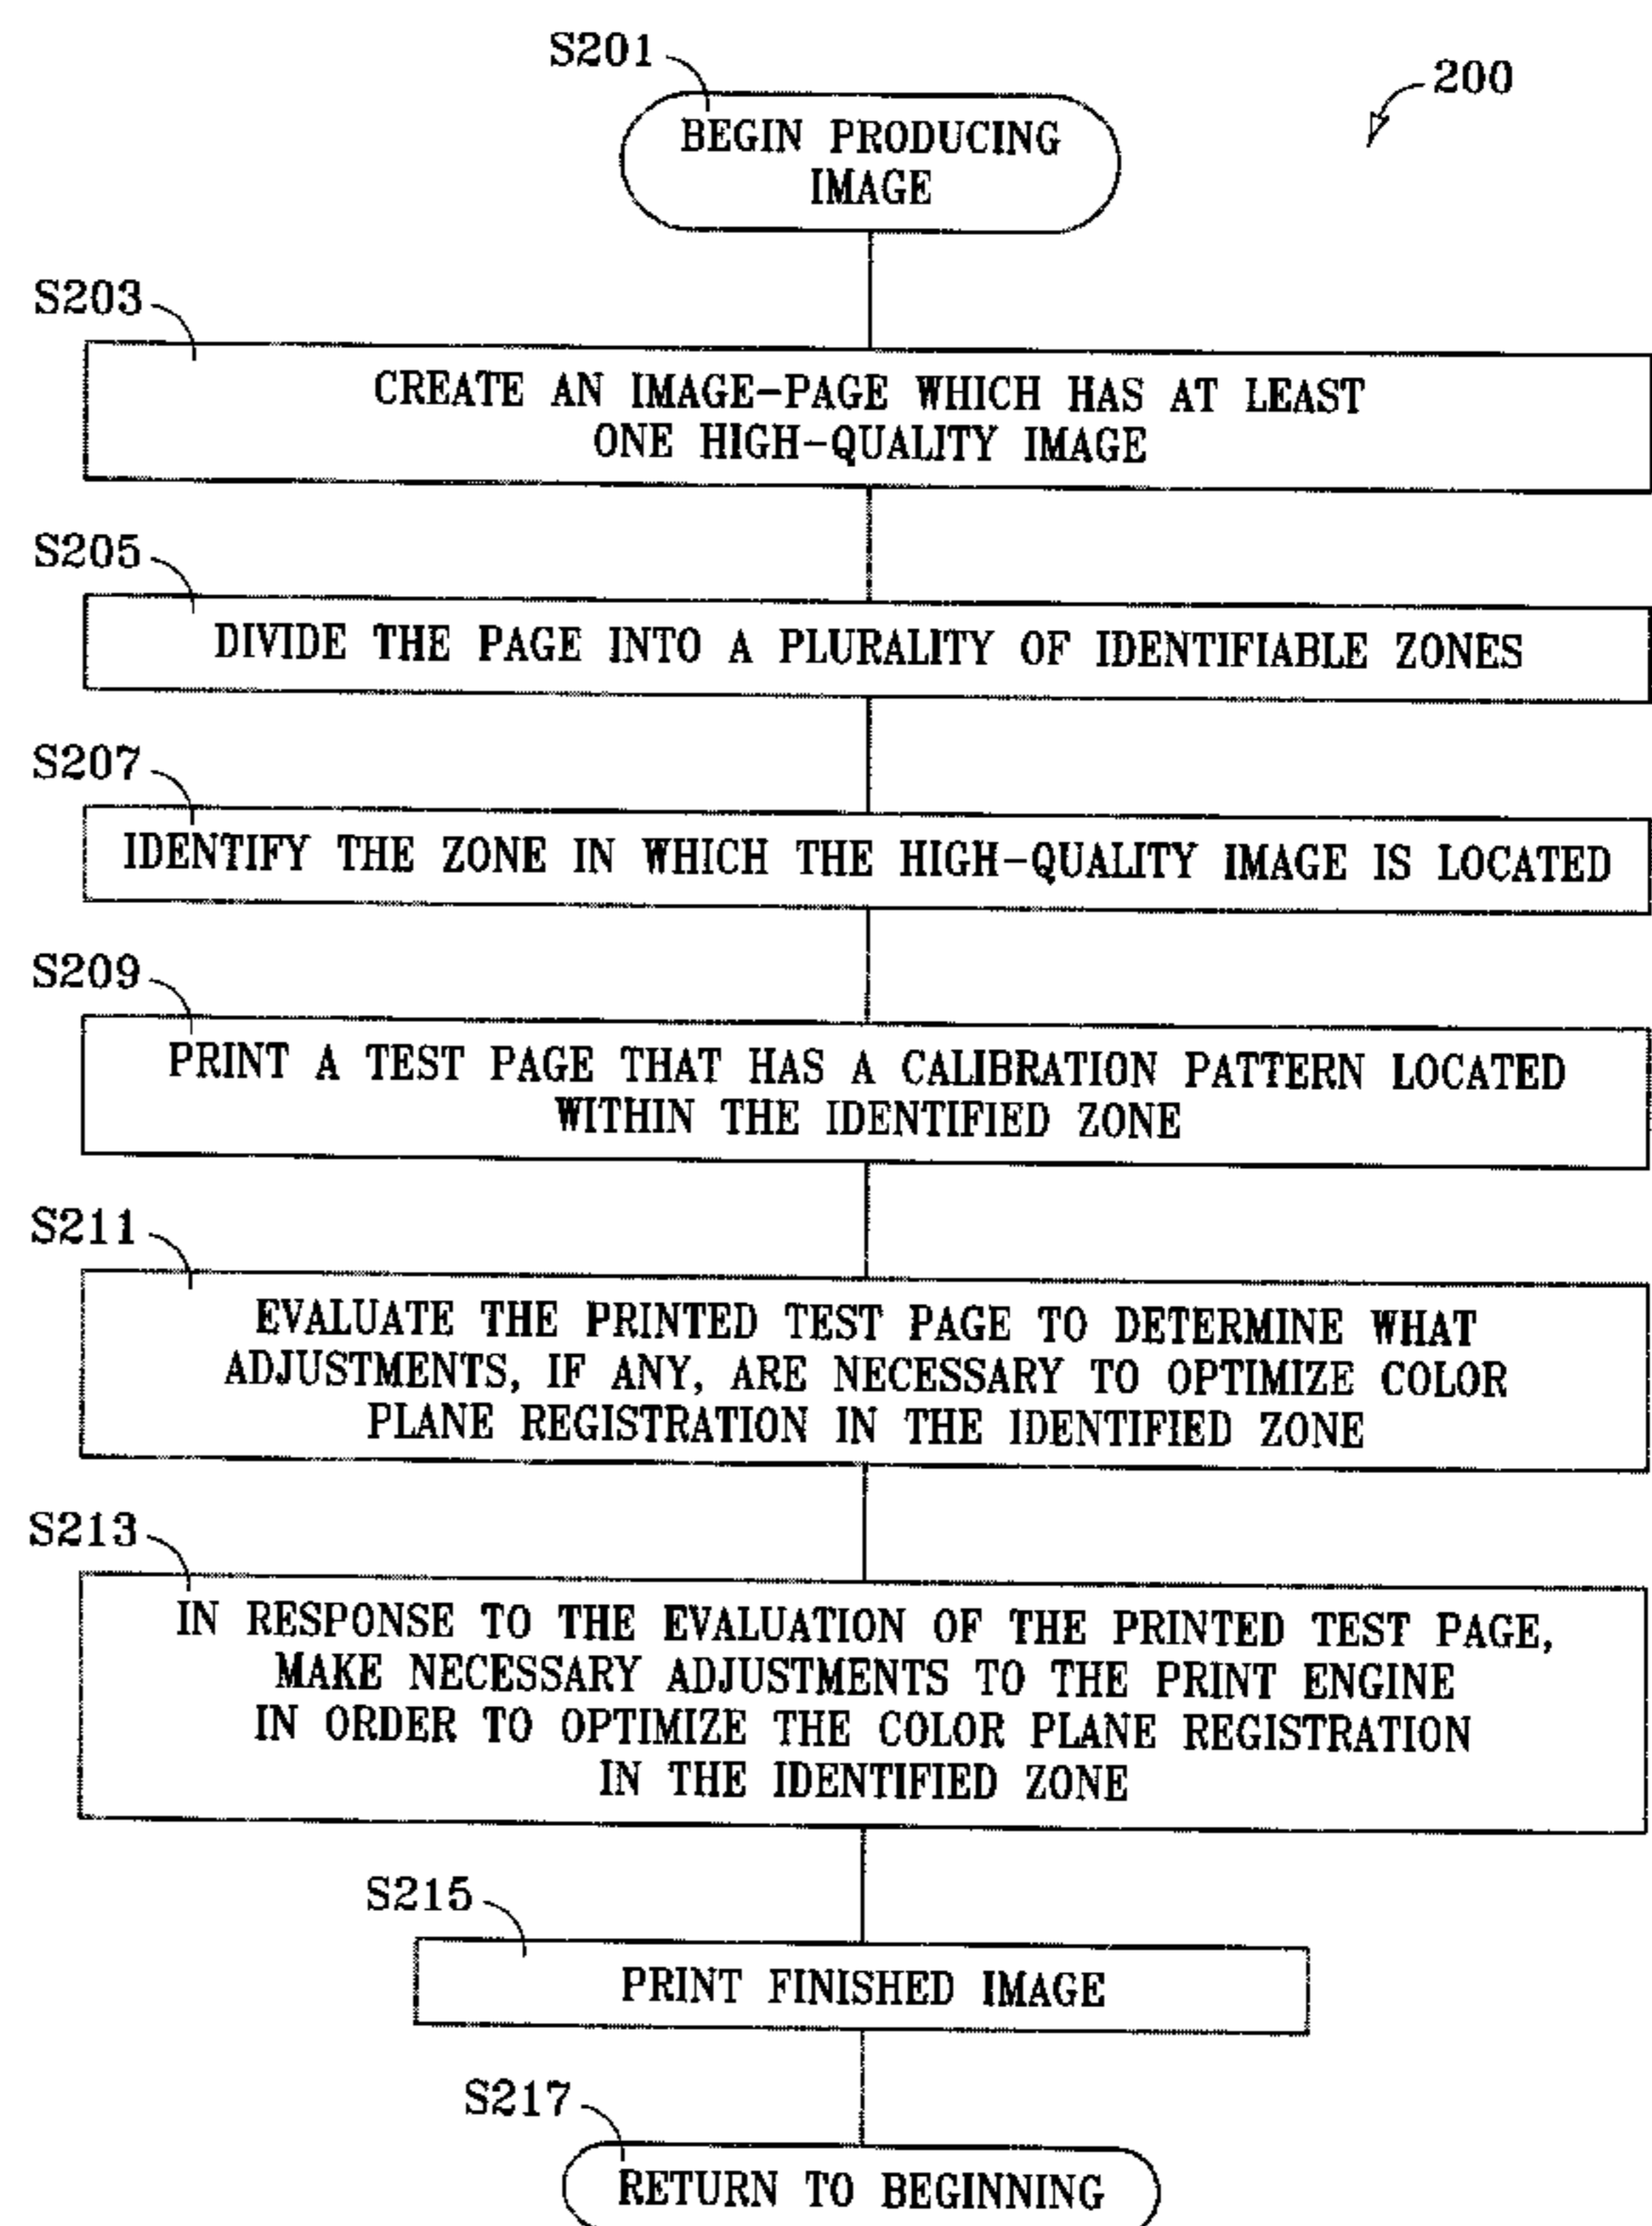 S201
200
BEGIN PRODUCING
IMAGE
S203
CREATE AN IMAGE-PAGE WHICH HAS AT LEAST
ONE HIGH-QUALITY IMAGE
S205
DIVIDE THE PAGE INTO A PLURALITY OF IDENTIFIABLE ZONES
S207
IDENTIFY THE ZONE IN WHICH THE HIGH-QUALITY IMAGE IS LOCATED
S209
PRINT A TEST PAGE THAT HAS A CALIBRATION PATTERN LOCATED
WITHIN THE IDENTIFIED ZONE
S211
EVALUATE THE PRINTED TEST PAGE TO DETERMINE WHAT
ADJUSTMENTS, IF ANY, ARE NECESSARY TO OPTIMIZE COLOR
PLANE REGISTRATION IN THE IDENTIFIED ZONE
S213
IN RESPONSE TO THE EVALUATION OF THE PRINTED TEST PAGE,
MAKE NECESSARY ADJUSTMENTS TO THE PRINT ENGINE
IN ORDER TO OPTIMIZE THE COLOR PLANE REGISTRATION
IN THE IDENTIFIED ZONE
S215
PRINT FINISHED IMAGE
S217
RETURN TO BEGINNING